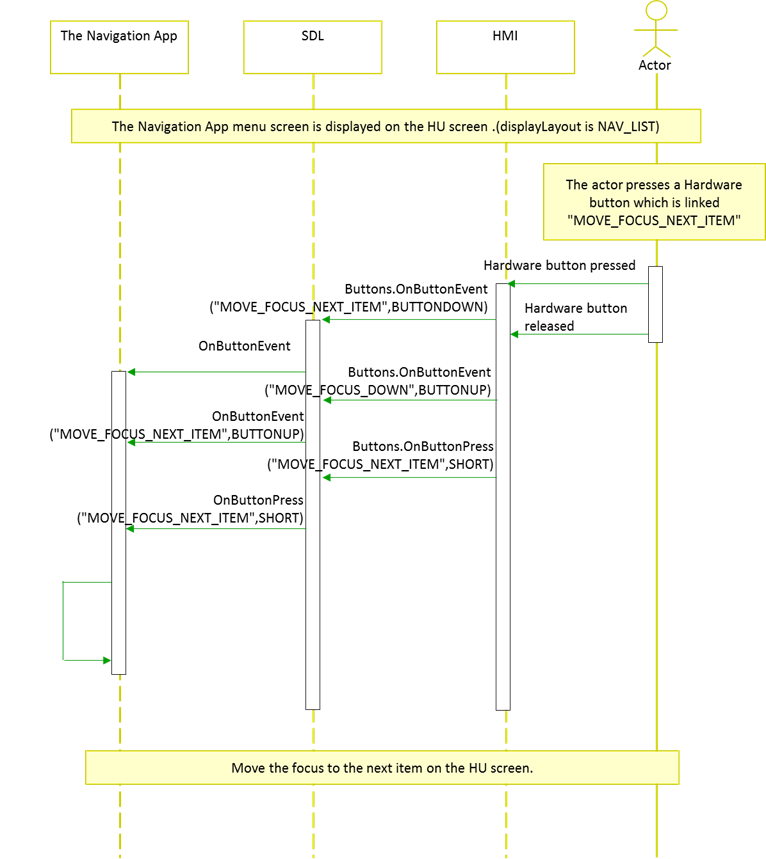 The Navigation App
SDL
HMI
Actor
The Navigation App menu screen is displayed on the HU screen .(displayLayout is NAV_LIST)
The actor presses a Hardware
button which is linked
"MOVE_FOCUS_NEXT_ITEM"
Hardware button pressed
Buttons.OnButtonEvent
("MOVE_FOCUS_NEXT_ITEM",BUTTONDOWN)
Hardware button
released
OnButtonEvent
Buttons.OnButtonEvent
("MOVE_FOCUS_DOWN",BUTTONUP)
OnButtonEvent
("MOVE_FOCUS_NEXT_ITEM",BUTTONUP)
Buttons.OnButtonPress
("MOVE_FOCUS_NEXT_ITEM",SHORT)
OnButtonPress
("MOVE_FOCUS_NEXT_ITEM",SHORT)
Move the focus to the next item on the HU screen.